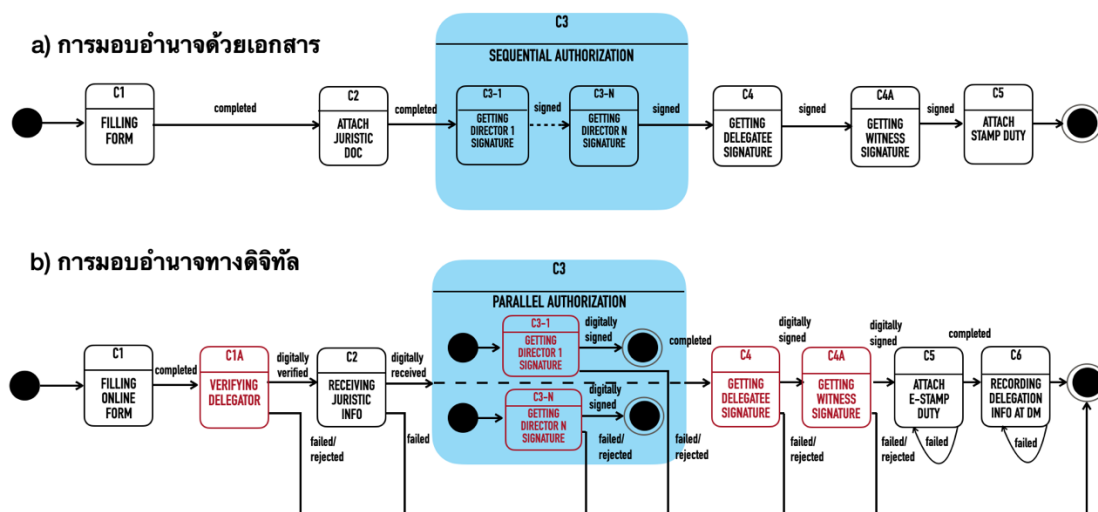 a) การมอบอำนาจด้วยเอกสาร
C3
SEQUENTIAL AUTHORIZATION
C1
FILLING
FORM
completed
C2
ATTACH
JURISTIC
DOC
completed
C3-1
GETTING
DIRECTOR 1
SIGNATURE
signed
C3-N
GETTING
DIRECTOR N
SIGNATURE
signed
C4
GETTING
DELEGATEE
SIGNATURE
signed
C4A
GETTING
WITNESS
SIGNATURE
signed
C5
ATTACH
STAMP DUTY
b) การมอบอำนาจทางดิจิทัล
C3
PARALLEL AUTHORIZATION
C1
FILLING
ONLINE
FORM
completed
C1A
VERIFYING
DELEGATOR
digitally
verified
failed/
rejected
C2
RECEIVING
JURISTIC
INFO
digitally
received
failed
C3-1
GETTING
DIRECTOR 1
SIGNATURE
digitally
signed
C3-N
GETTING
DIRECTOR N
SIGNATURE
digitally
signed
failed/
rejected
completed
failed/
rejected
C4
GETTING
DELEGATEE
SIGNATURE
digitally
signed
failed/
rejected
C4A
GETTING
WITNESS
SIGNATURE
digitally
signed
failed/
rejected
C5
ATTACH
E-STAMP
DUTY
failed
completed
C6
RECORDING
DELEGATION
INFO AT DM
failed